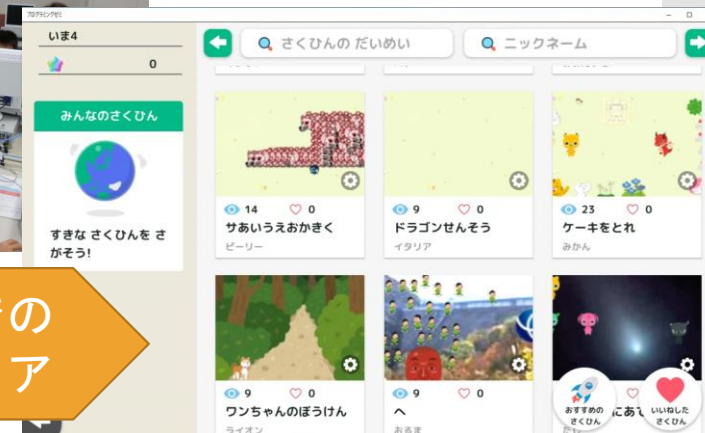 プログラミングゼミ
いま4
0
みんなのさくひん
すきな さくひんを さ
がそう!
さくひんの だいめい
ニックネーム
14
0
サあいうえおかきく
ピーリー
9
0
ドラゴンせんそう
イタリア
23
0
ケーキをとれ
みかん
9
0
ワンちゃんのぼうけん
ライオン
9
0
へ
おるま
にあて
おすすめの
さくひん
いいねした
さくひん
の
ア